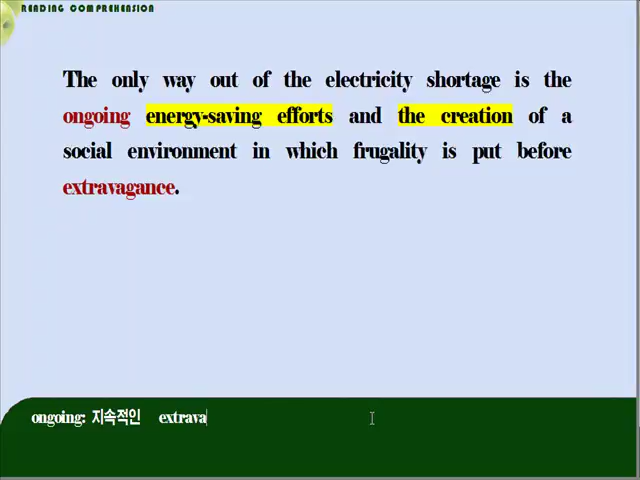 READING COMPREHENSION
The only way out of the electricity shortage is the
ongoing energy-saving efforts and the creation of a
social environment in which frugality is put before
extravagance.
ongoing: 지속적인 extrava